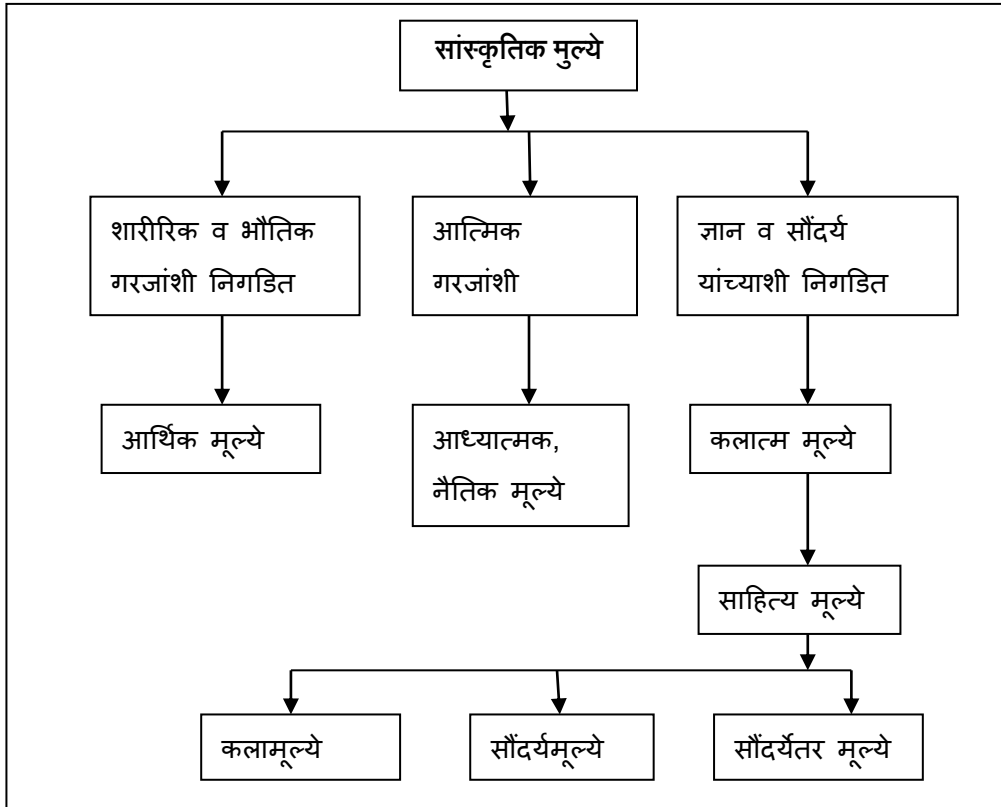 सांस्कृतिक मुल्ये
शारीरिक व भौतिक
गरजांशी निगडित
आत्मिक
गरजांशी
ज्ञान व सौंदर्य
यांच्याशी निगडित
आर्थिक मूल्ये
आध्यात्मक,
नैतिक मूल्ये
कलात्म मूल्ये
साहित्य मूल्ये
कलामूल्ये
सौंदर्यमूल्ये
सौंदर्येतर मूल्ये